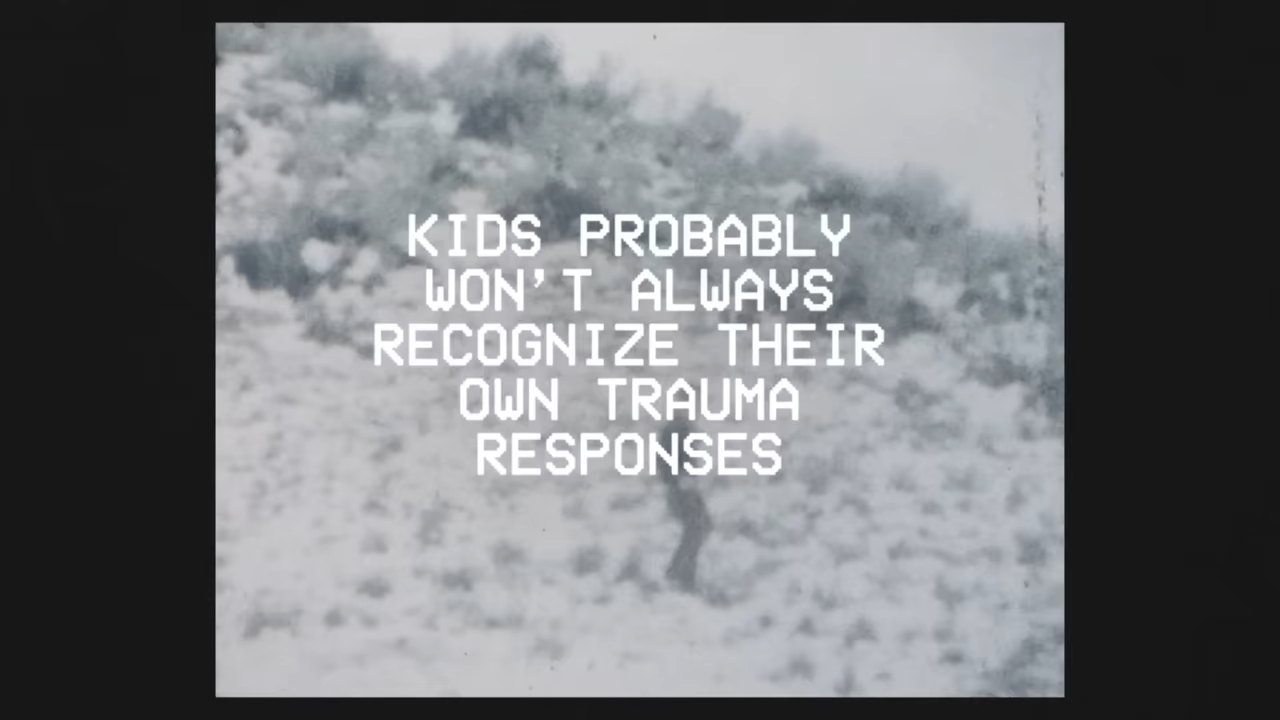 KIDS PROBABLY
WON'T ALWAYS
RECOGNIZE THEIR
OWN TRAUMA
RESPONSES